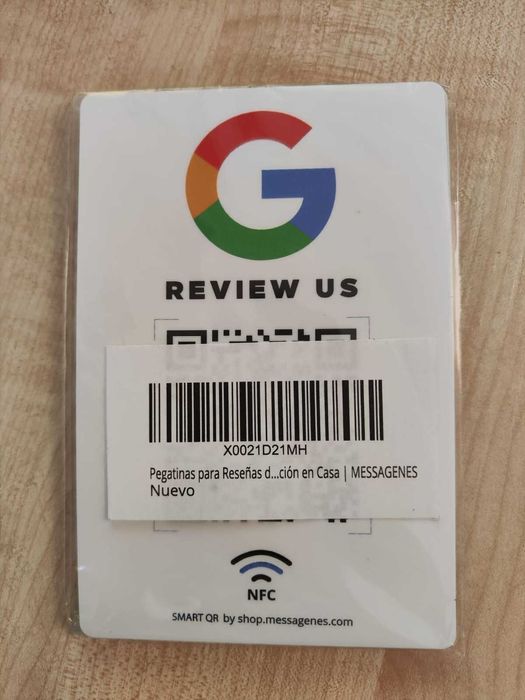 G
REVIEW US
X0021D21MH
Pegatinas para Reseñas d...ción en Casa | MESSAGENES
Nuevo
NFC
SMART QR by shop.messagenes.com